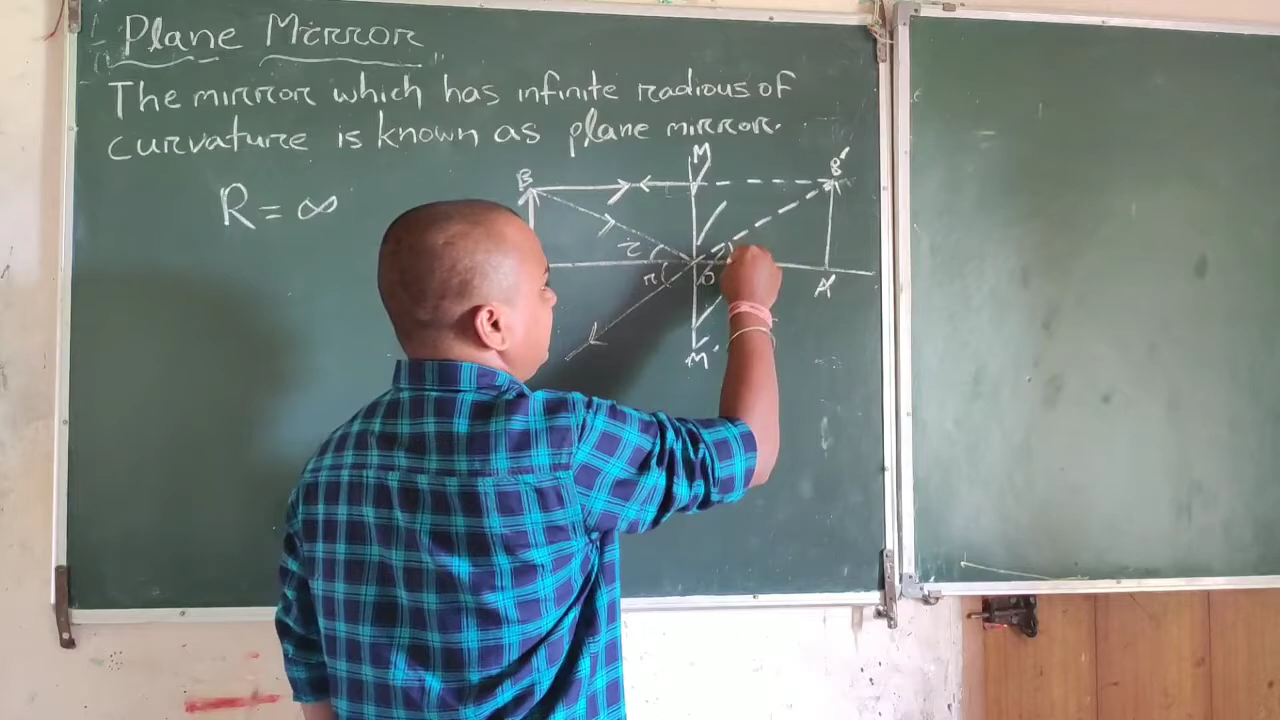 Plane Mirror
The mirror which has infinite radious of
curvature is known as plane mirror.
R = ∞
M
B
B'
i
r
A'
M'